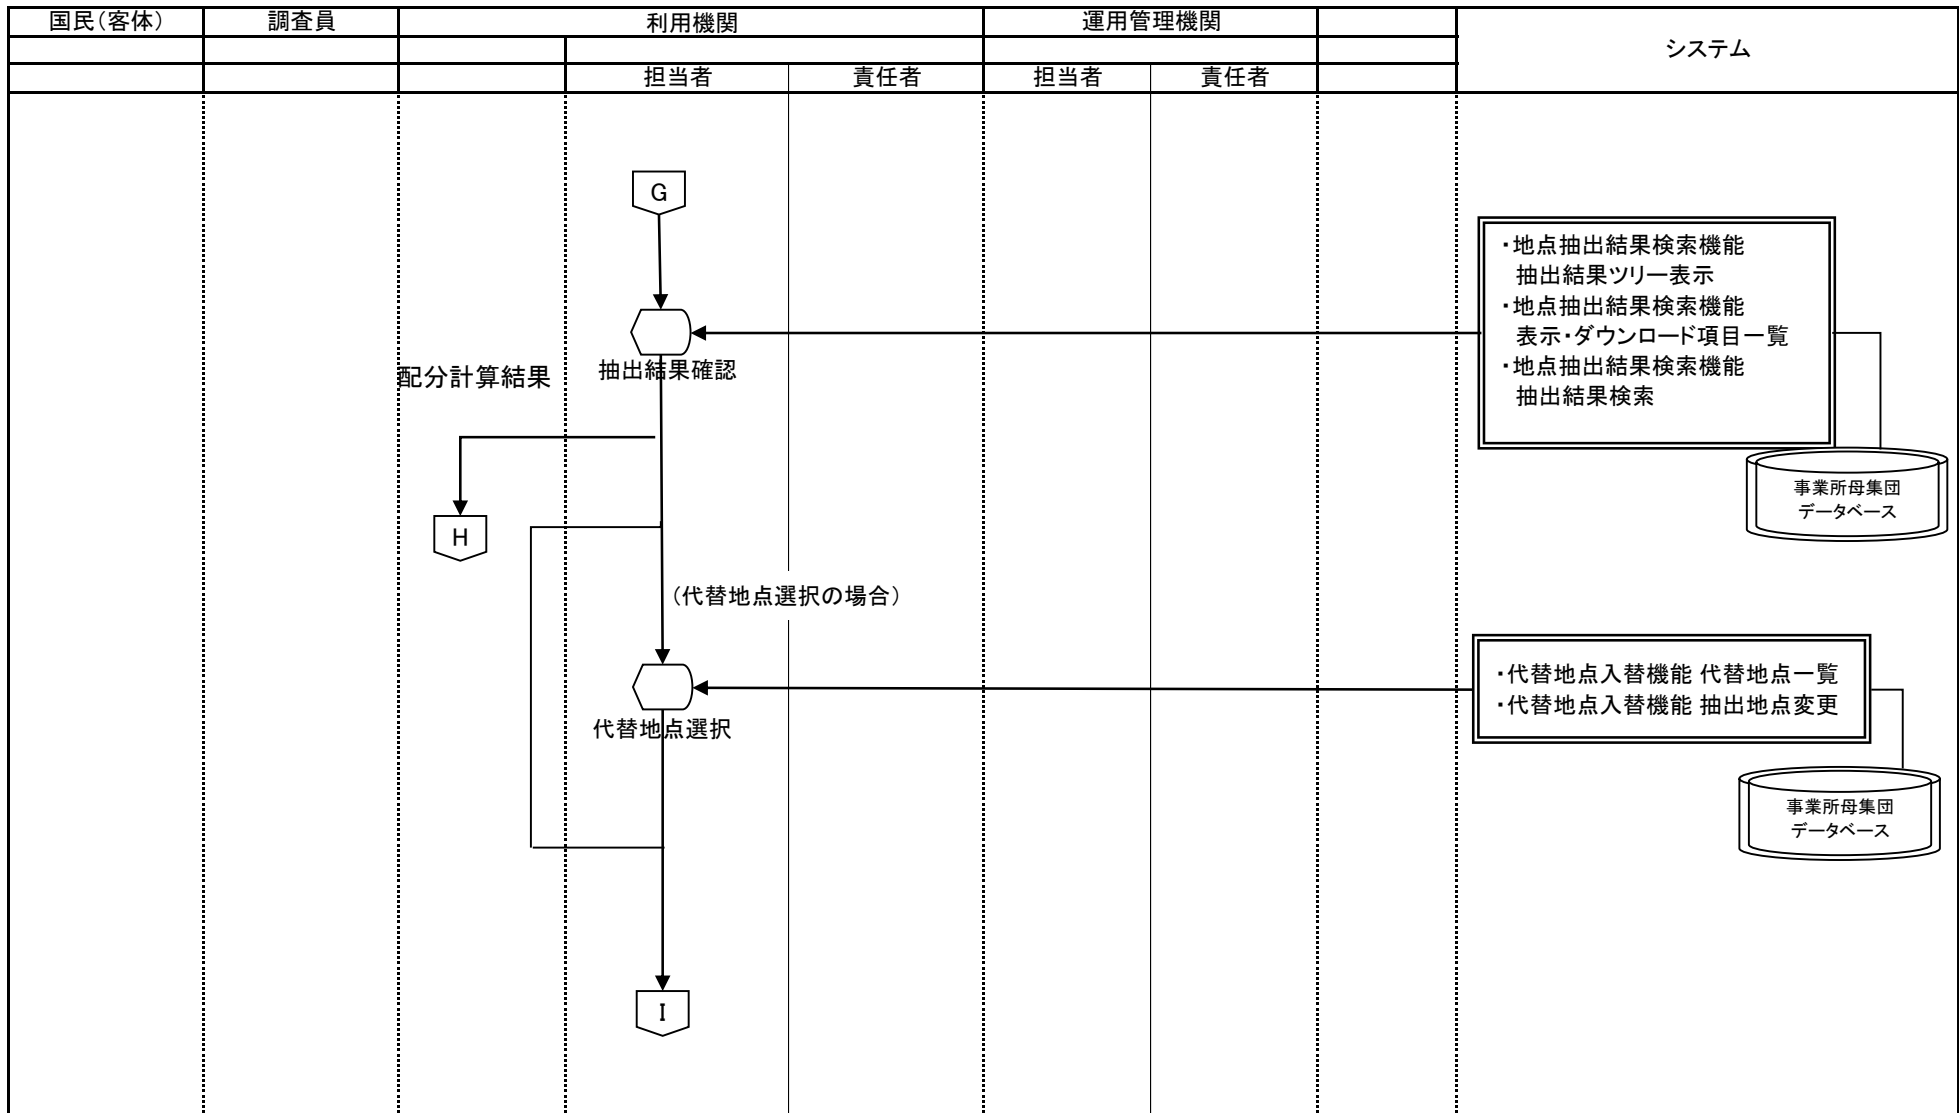 国民（客体）
調査員
利用機関
運用管理機関
システム
担当者
責任者
担当者
責任者
G
・地点抽出結果検索機能
抽出結果ツリー表示
・地点抽出結果検索機能
表示・ダウンロード項目一覧
・地点抽出結果検索機能
抽出結果検索
抽出結果確認
配分計算結果
事業所母集団
データベース
H
（代替地点選択の場合）
・代替地点入替機能 代替地点一覧
・代替地点入替機能 抽出地点変更
代替地点選択
事業所母集団
データベース
I